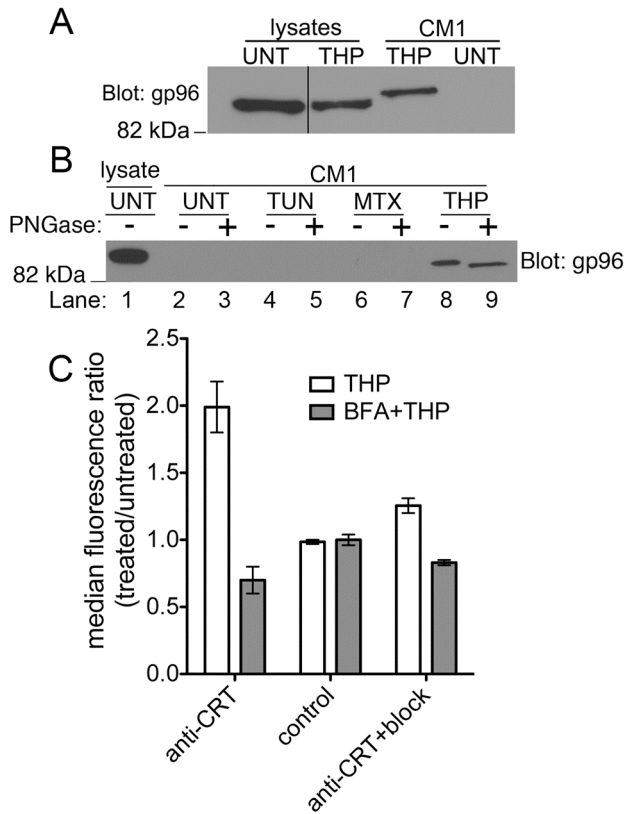 A
lysates CM1
UNT THP THP UNT
Blot: gp96
82 kDa
B
lysate CM1
UNT UNT TUN MTX THP
PNGase: - - + - + - + - +
Blot: gp96
82 kDa
Lane: 1 2 3 4 5 6 7 8 9
C
median fluorescence ratio
(treated/untreated)
2.5
2.0
1.5
1.0
0.5
0.0
THP
BFA+THP
anti-CRT
control
anti-CRT+block